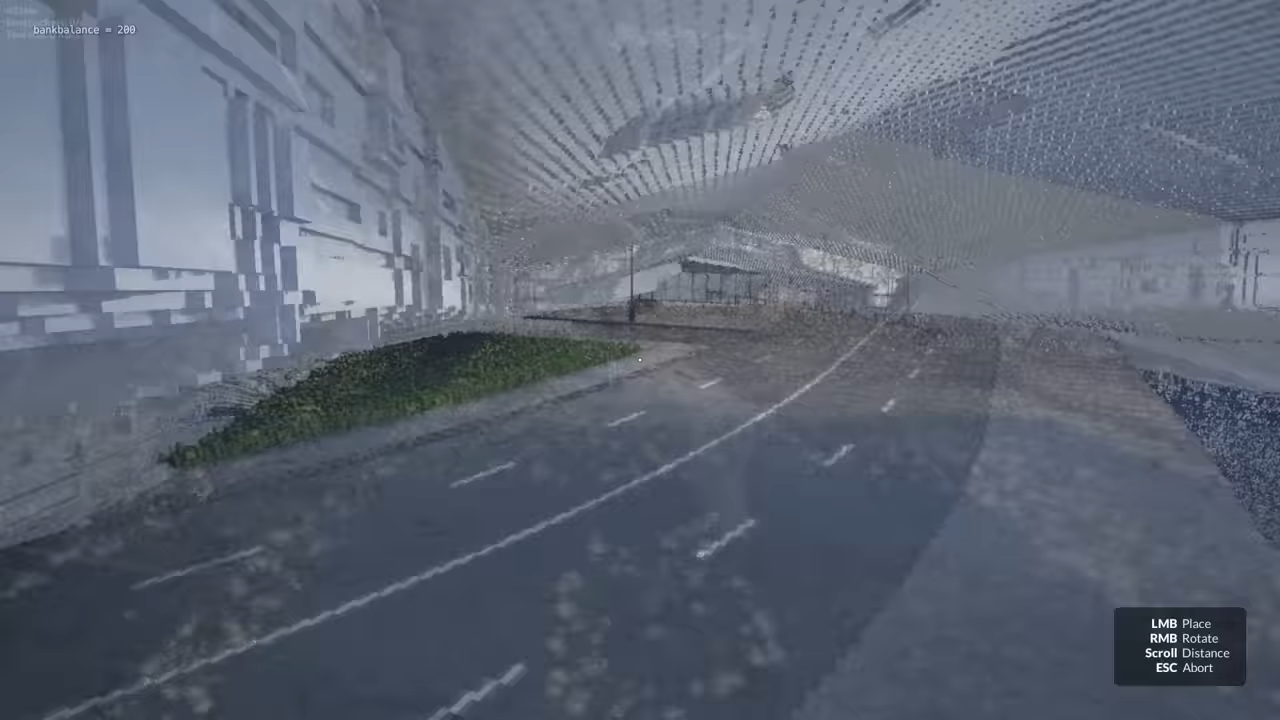 bankbalance = 200
LMB Place
RMB Rotate
Scroll Distance
ESC Abort